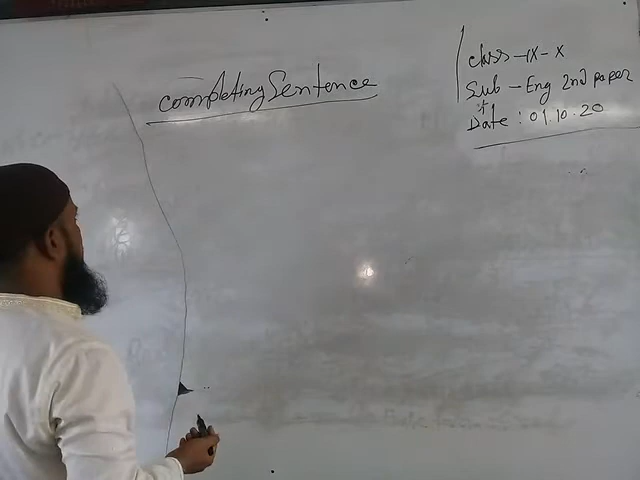 Completing Sentence
Class-IX-X
Sub - Eng 2nd paper
Date : 01.10.20